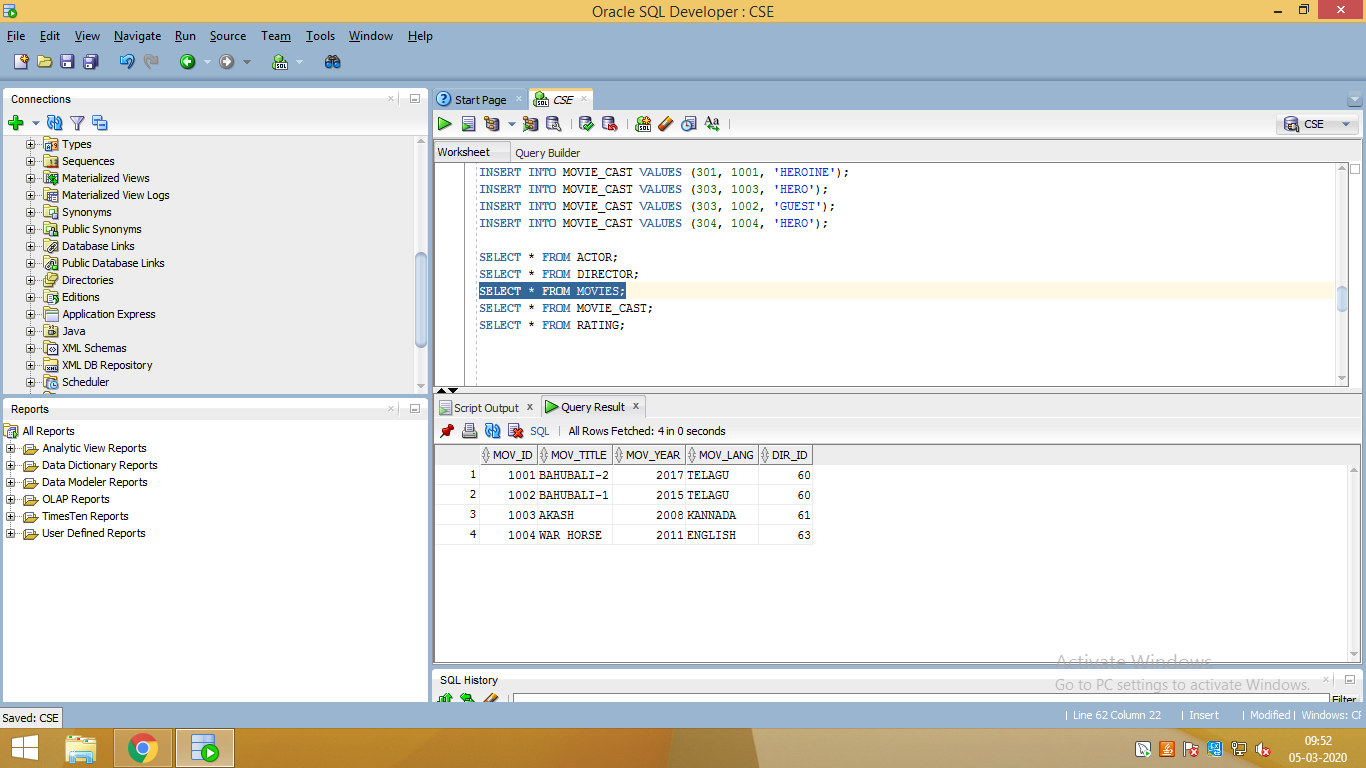 Oracle SQL Developer : CSE
File Edit View Navigate Run Source Team Tools Window Help
Connections
Types
Sequences
Materialized Views
Materialized View Logs
Synonyms
Public Synonyms
Database Links
Public Database Links
Directories
Editions
Application Express
Java
XML Schemas
XML DB Repository
Scheduler
Reports
All Reports
Analytic View Reports
Data Dictionary Reports
Data Modeler Reports
OLAP Reports
TimesTen Reports
User Defined Reports
Start Page CSE
CSE
Worksheet Query Builder
INSERT INTO MOVIE_CAST VALUES (301, 1001, 'HEROINE');
INSERT INTO MOVIE_CAST VALUES (303, 1003, 'HERO');
INSERT INTO MOVIE_CAST VALUES (303, 1002, 'GUEST');
INSERT INTO MOVIE_CAST VALUES (304, 1004, 'HERO');
SELECT * FROM ACTOR;
SELECT * FROM DIRECTOR;
SELECT * FROM MOVIES;
SELECT * FROM MOVIE_CAST;
SELECT * FROM RATING;
Script Output x Query Result x
SQL | All Rows Fetched: 4 in 0 seconds
MOV_ID MOV_TITLE MOV_YEAR MOV_LANG DIR_ID
1 1001 BAHUBALI-2 2017 TELAGU 60
2 1002 BAHUBALI-1 2015 TELAGU 60
3 1003 AKASH 2008 KANNADA 61
4 1004 WAR HORSE 2011 ENGLISH 63
Activate Windows
Go to PC settings to activate Windows.
SQL History
Filter
Saved: CSE
| Line 62 Column 22 | Insert | Modified | Windows: CF
09:52
05-03-2020